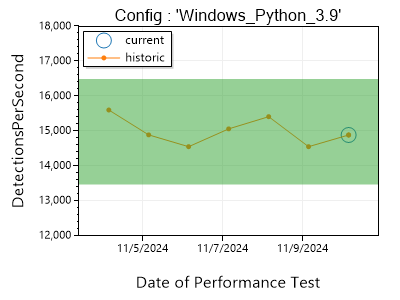 Config : 'Windows_Python_3.9'
18,000
17,000
16,000
15,000
14,000
13,000
12,000
current
historic
DetectionsPerSecond
11/5/2024
11/7/2024
11/9/2024
Date of Performance Test